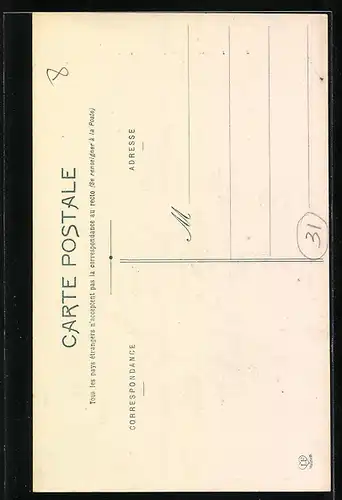 8
CARTE POSTALE
Tous les pays étrangers n'acceptent pas la correspondance au recto (Se renseigner à la Poste)
CORRESPONDANCE
ADRESSE
M
31